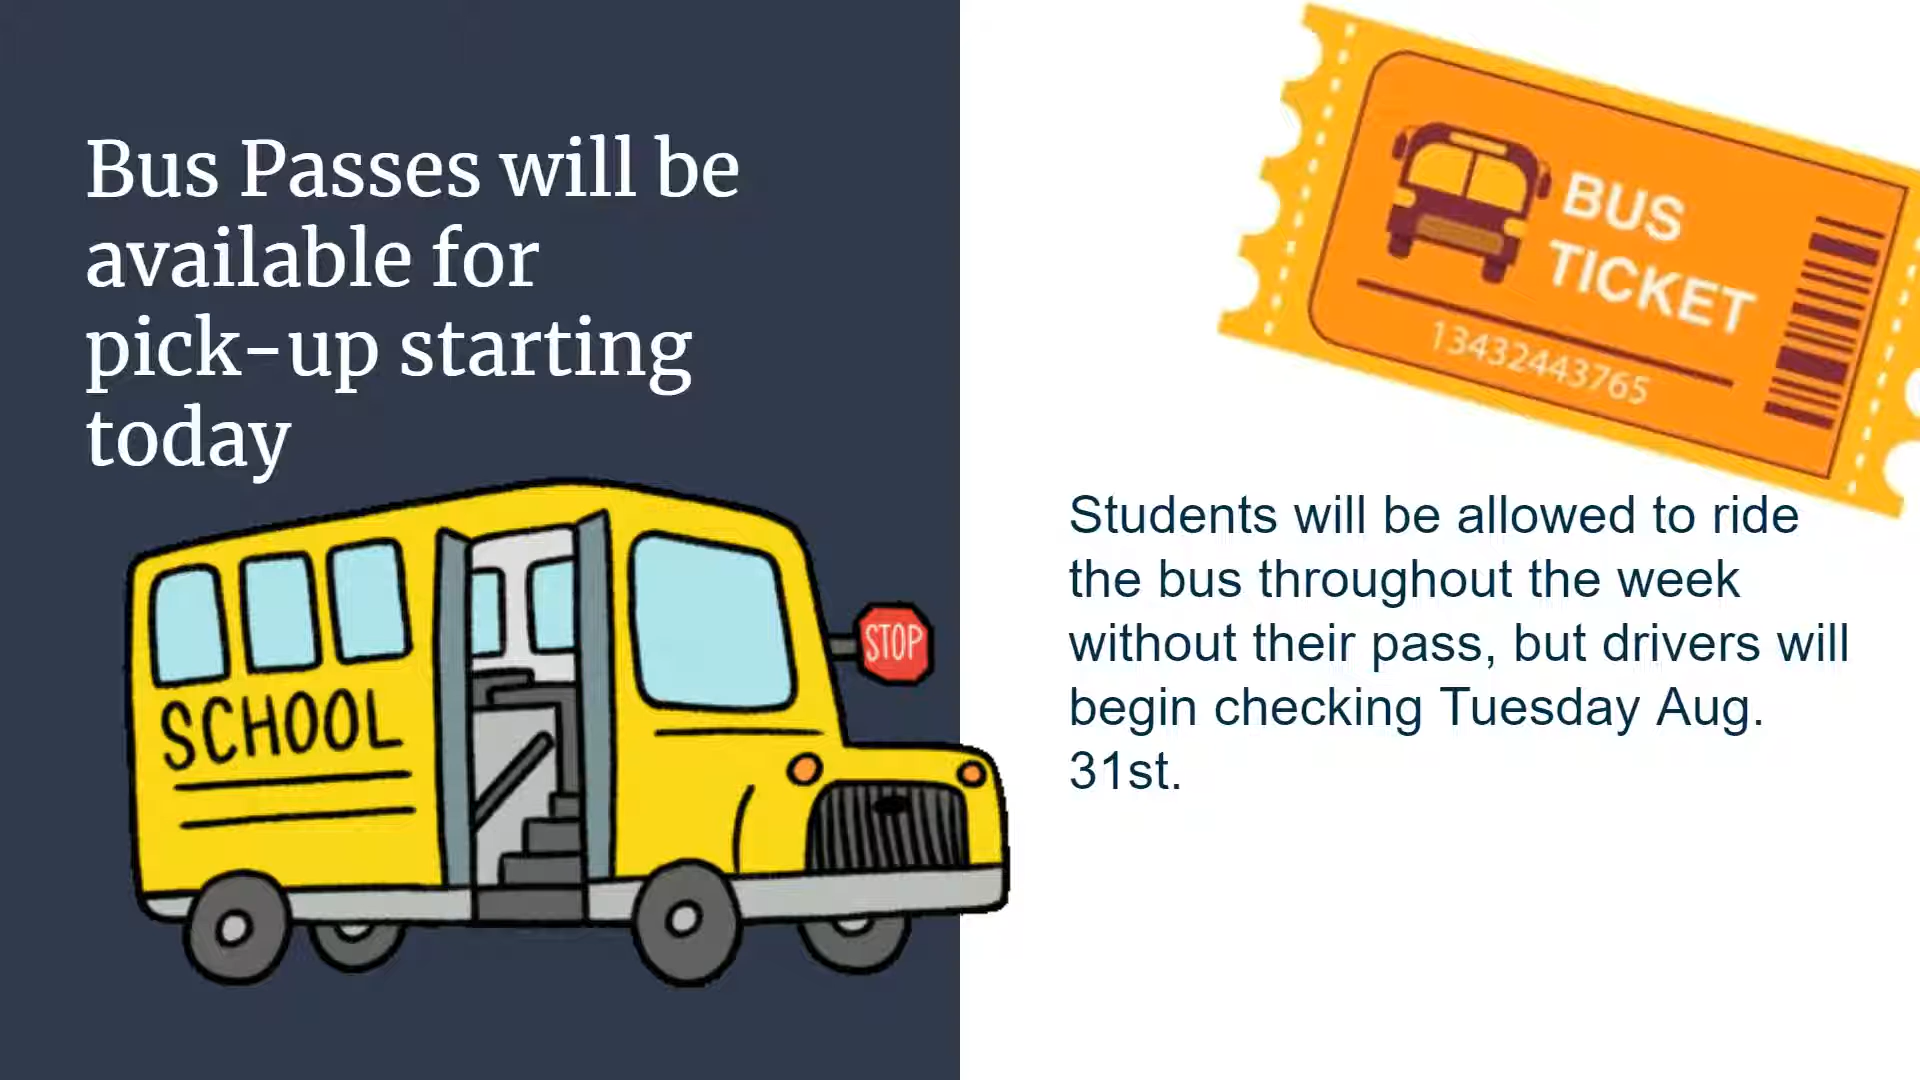 Bus Passes will be
available for
pick-up starting
today
SCHOOL
STOP
BUS
TICKET
13432443765
Students will be allowed to ride
the bus throughout the week
without their pass, but drivers will
begin checking Tuesday Aug.
31st.